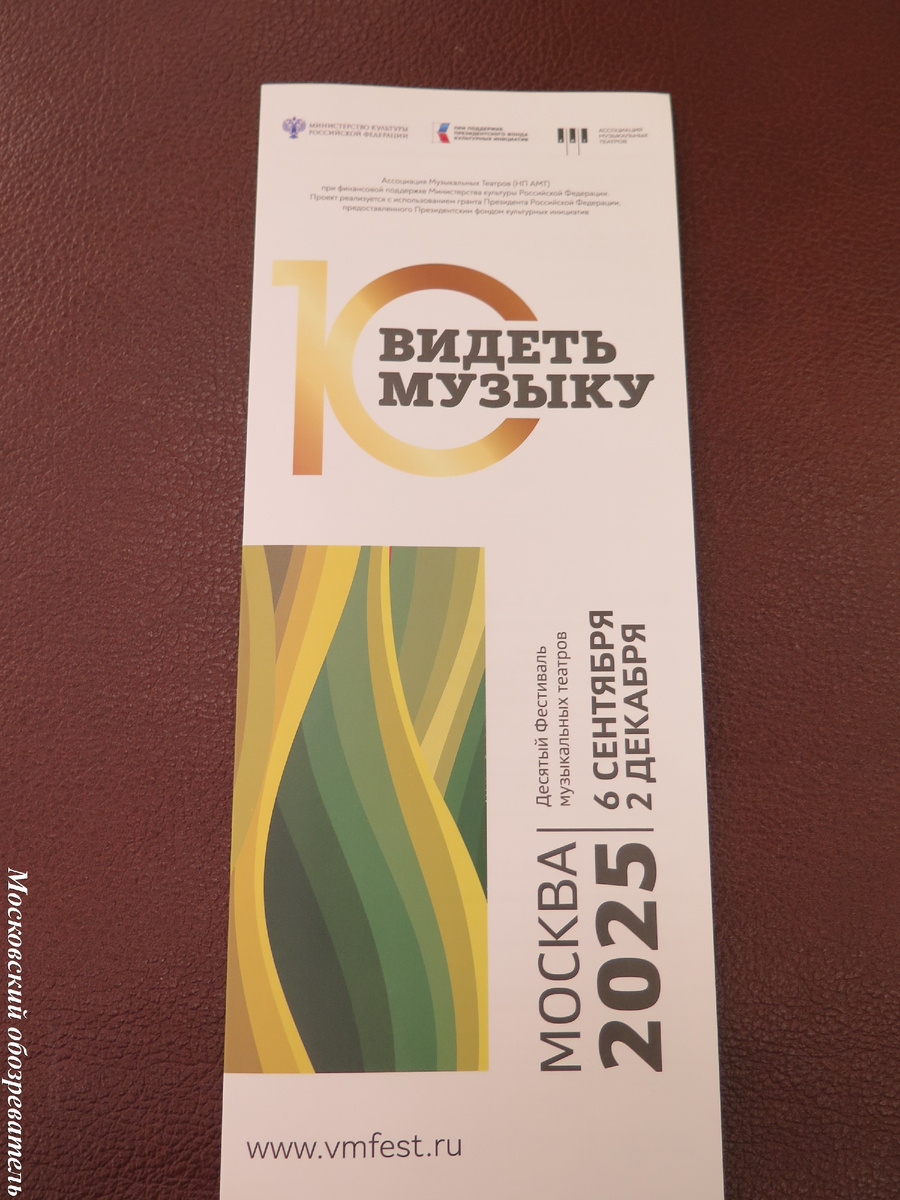 МИНИСТЕРСТВО КУЛЬТУРЫ
РОССИЙСКОЙ ФЕДЕРАЦИИ
ПРИ ПОДДЕРЖКЕ
ПРЕЗИДЕНТСКОГО ФОНДА
КУЛЬТУРНЫХ ИНИЦИАТИВ
АССОЦИАЦИЯ
МУЗЫКАЛЬНЫХ
ТЕАТРОВ
Ассоциация Музыкальных Театров (НП АМТ)
при финансовой поддержке Министерства культуры Российской Федерации.
Проект реализуется с использованием гранта Президента Российской Федерации,
предоставленного Президентским фондом культурных инициатив
10
ВИДЕТЬ
МУЗЫКУ
МОСКВА
2025
Десятый Фестиваль
музыкальных театров
6 СЕНТЯБРЯ
2 ДЕКАБРЯ
www.vmfest.ru
Московский обозреватель